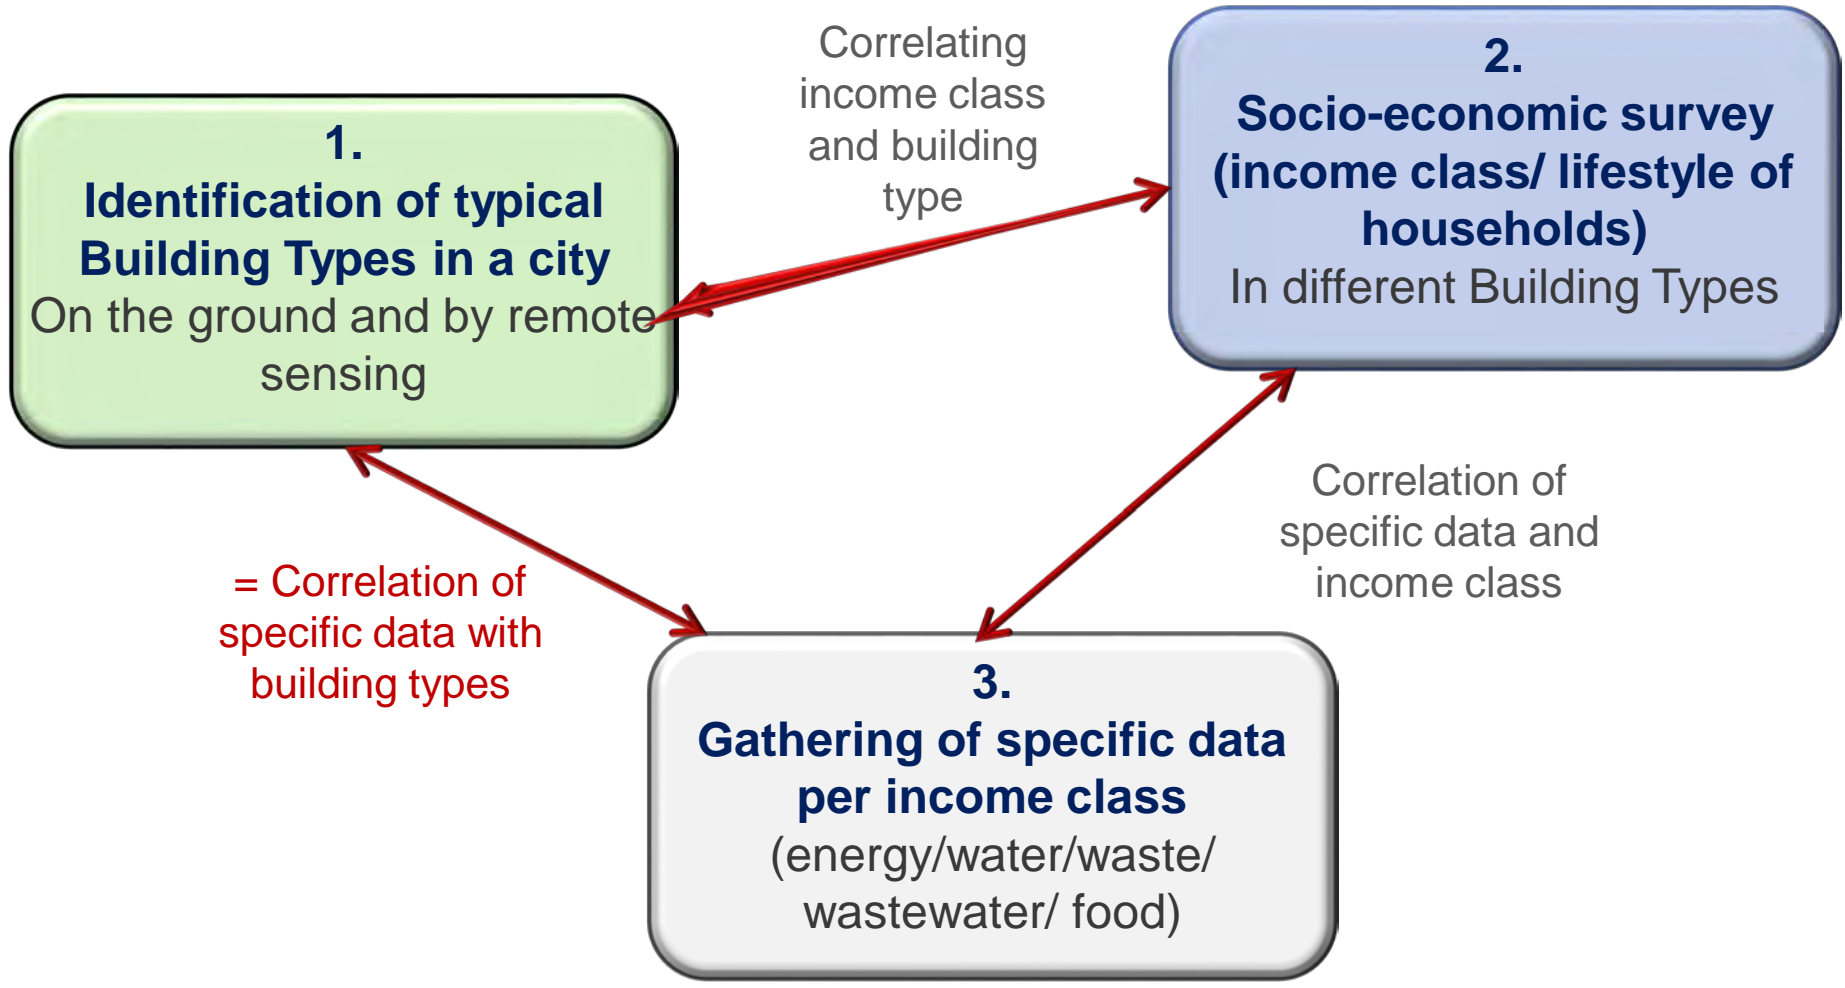 1.
Identification of typical
Building Types in a city
On the ground and by remote
sensing
Correlating
income class
and building
type
2.
Socio-economic survey
(income class/ lifestyle of
households)
In different Building Types
= Correlation of
specific data with
building types
Correlation of
specific data and
income class
3.
Gathering of specific data
per income class
(energy/water/waste/
wastewater/ food)